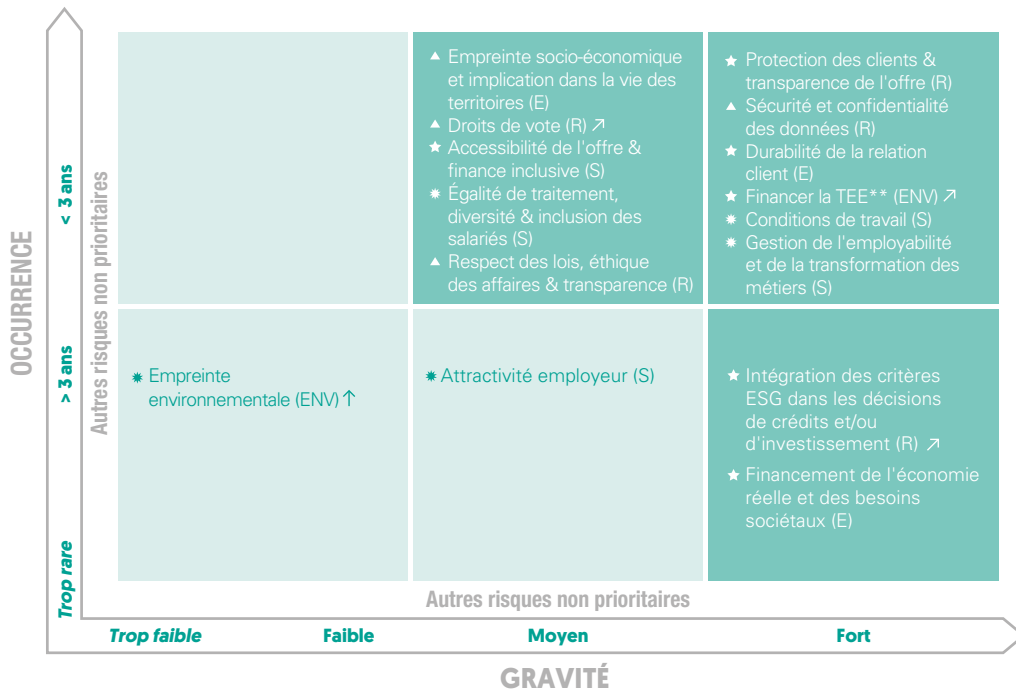 OCCURRENCE
< 3 ans
> 3 ans
Trop rare
Autres risques non prioritaires
▲ Empreinte socio-économique
et implication dans la vie des
territoires (E)
▲ Droits de vote (R) ↗
★ Accessibilité de l'offre &
finance inclusive (S)
✹ Égalité de traitement,
diversité & inclusion des
salariés (S)
▲ Respect des lois, éthique
des affaires & transparence (R)
★ Protection des clients &
transparence de l'offre (R)
▲ Sécurité et confidentialité
des données (R)
★ Durabilité de la relation
client (E)
★ Financer la TEE** (ENV) ↗
✹ Conditions de travail (S)
✹ Gestion de l'employabilité
et de la transformation des
métiers (S)
✹ Empreinte
environnementale (ENV) ↑
✹ Attractivité employeur (S)
★ Intégration des critères
ESG dans les décisions
de crédits et/ou
d'investissement (R) ↗
★ Financement de l'économie
réelle et des besoins
sociétaux (E)
Autres risques non prioritaires
Trop faible
Faible
Moyen
Fort
GRAVITÉ